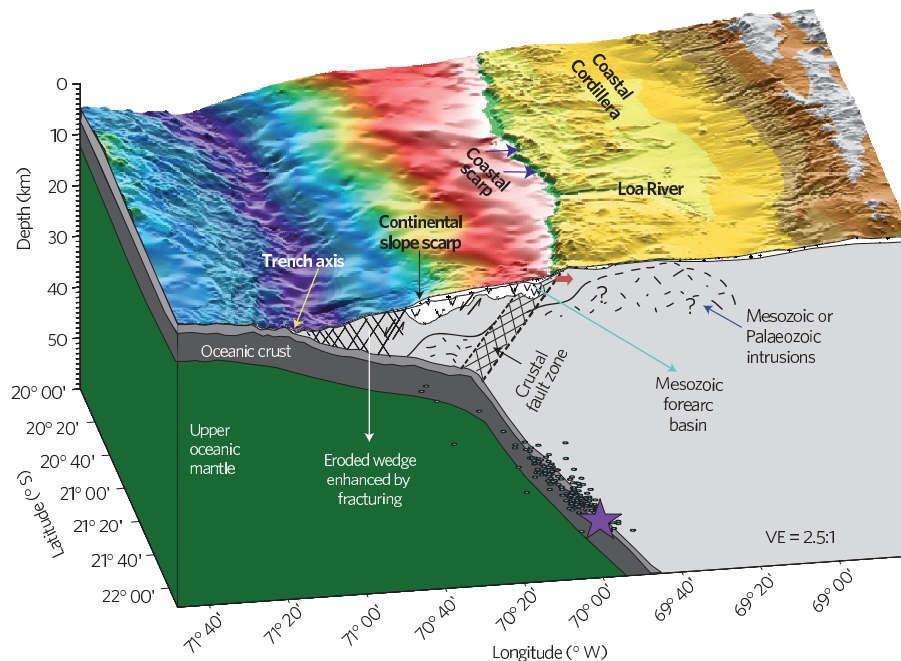 Coastal
Cordillera
Coastal
scarp
Loa River
Continental
slope scarp
Trench axis
Depth (km)
0
10
20
30
40
50
Oceanic crust
Crustal
fault zone
?
?
Mesozoic or
Palaeozoic
intrusions
Mesozoic
forearc
basin
Upper
oceanic
mantle
Eroded wedge
enhanced by
fracturing
VE = 2.5:1
20° 00'
20° 20'
20° 40'
21° 00'
21° 20'
21° 40'
22° 00'
Latitude (° S)
71° 40'
71° 20'
71° 00'
70° 40'
70° 20'
70° 00'
69° 40'
69° 20'
69° 00'
Longitude (° W)